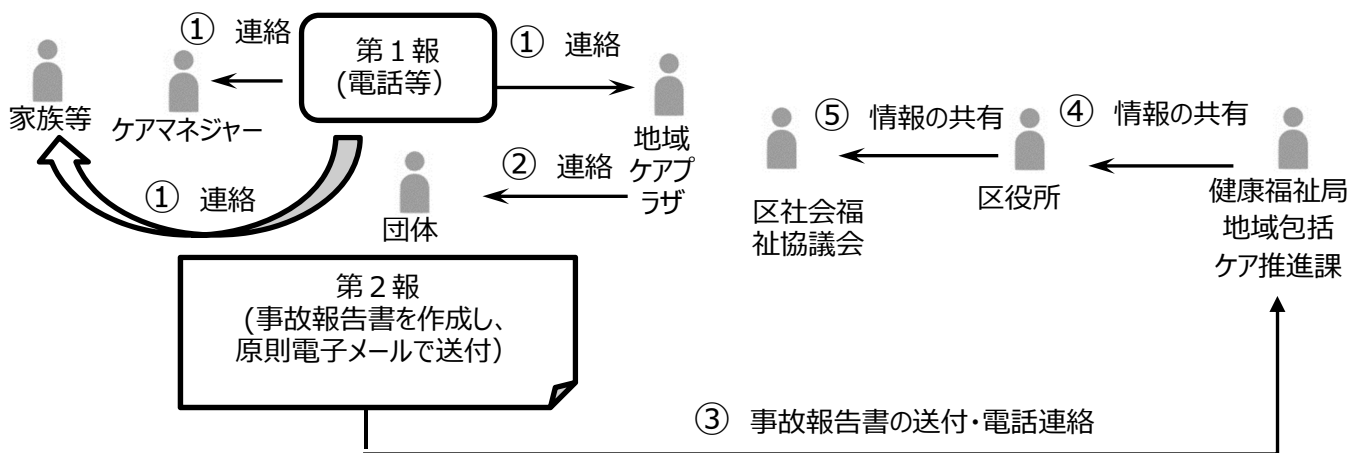 ① 連絡
第１報
(電話等）
① 連絡
家族等
ケアマネジャー
地域
ケアプ
ラザ
① 連絡
② 連絡
団体
⑤ 情報の共有
④ 情報の共有
区社会福
祉協議会
区役所
健康福祉局
地域包括
ケア推進課
第２報
(事故報告書を作成し、
原則電子メールで送付）
③ 事故報告書の送付・電話連絡